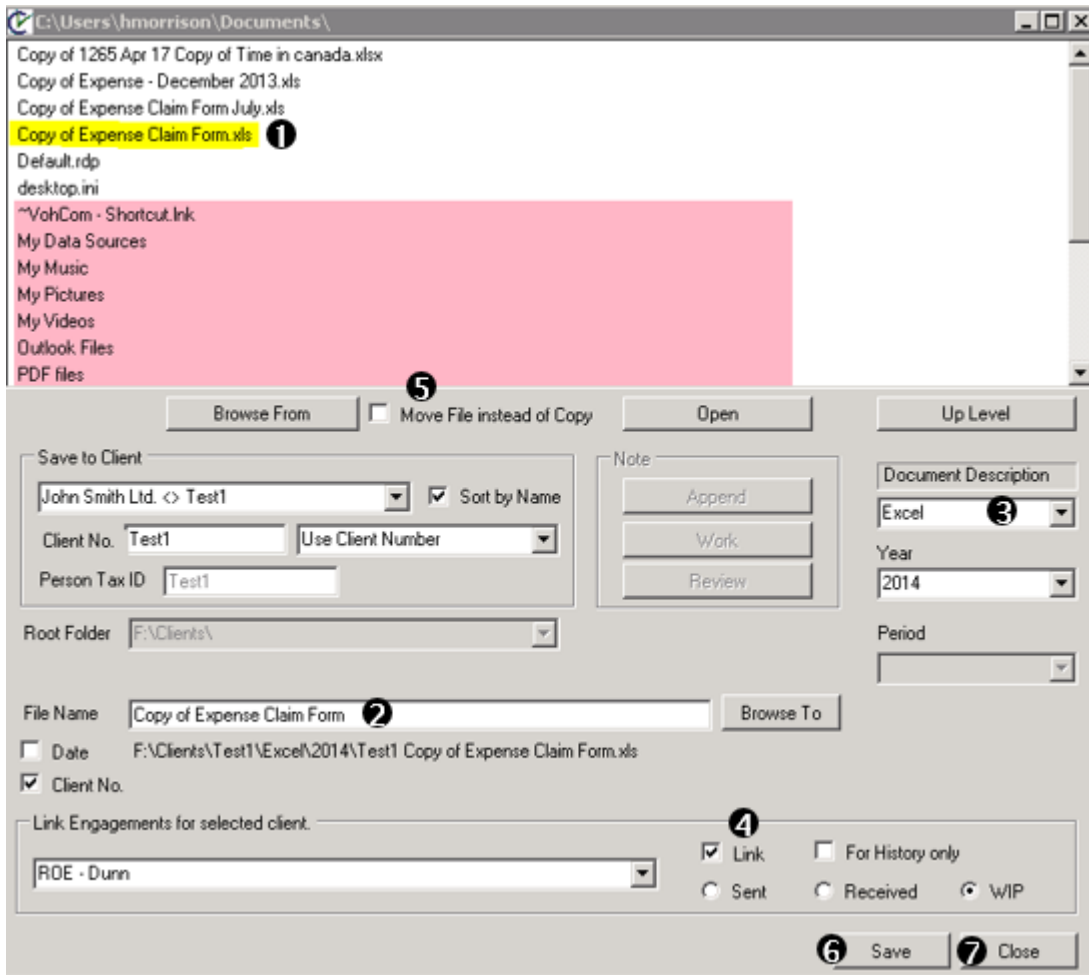 C:\Users\hmorrison\Documents\
Copy of 1265 Apr 17 Copy of Time in canada.xlsx
Copy of Expense - December 2013.xls
Copy of Expense Claim Form July.xls
Copy of Expense Claim Form.xls 1
Default.rdp
desktop.ini
~VohCom - Shortcut.lnk
My Data Sources
My Music
My Pictures
My Videos
Outlook Files
PDF files
5
Browse From Move File instead of Copy Open Up Level
Save to Client Note
Document Description
John Smith Ltd. <> Test1 Sort by Name Append
Excel 3
Client No. Test1 Use Client Number Work
Year
Person Tax ID Test1 Review 2014
Root Folder F:\Clients\ Period
File Name Copy of Expense Claim Form 2 Browse To
Date F:\Clients\Test1\Excel\2014\Test1 Copy of Expense Claim Form.xls
Client No.
Link Engagements for selected client.
4
Link For History only
ROE - Dunn
Sent Received WIP
6 Save 7 Close